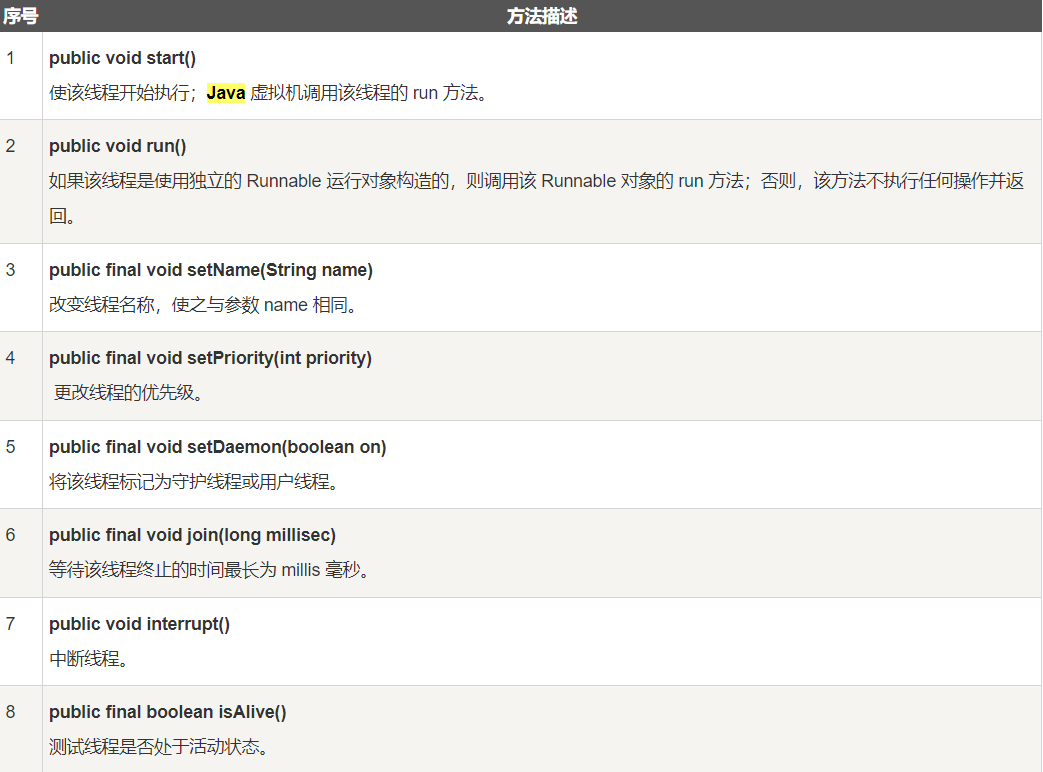 序号 方法描述
1 public void start()
使该线程开始执行；Java 虚拟机调用该线程的 run 方法。
2 public void run()
如果该线程是使用独立的 Runnable 运行对象构造的，则调用该 Runnable 对象的 run 方法；否则，该方法不执行任何操作并返
回。
3 public final void setName(String name)
改变线程名称，使之与参数 name 相同。
4 public final void setPriority(int priority)
更改线程的优先级。
5 public final void setDaemon(boolean on)
将该线程标记为守护线程或用户线程。
6 public final void join(long millisec)
等待该线程终止的时间最长为 millis 毫秒。
7 public void interrupt()
中断线程。
8 public final boolean isAlive()
测试线程是否处于活动状态。